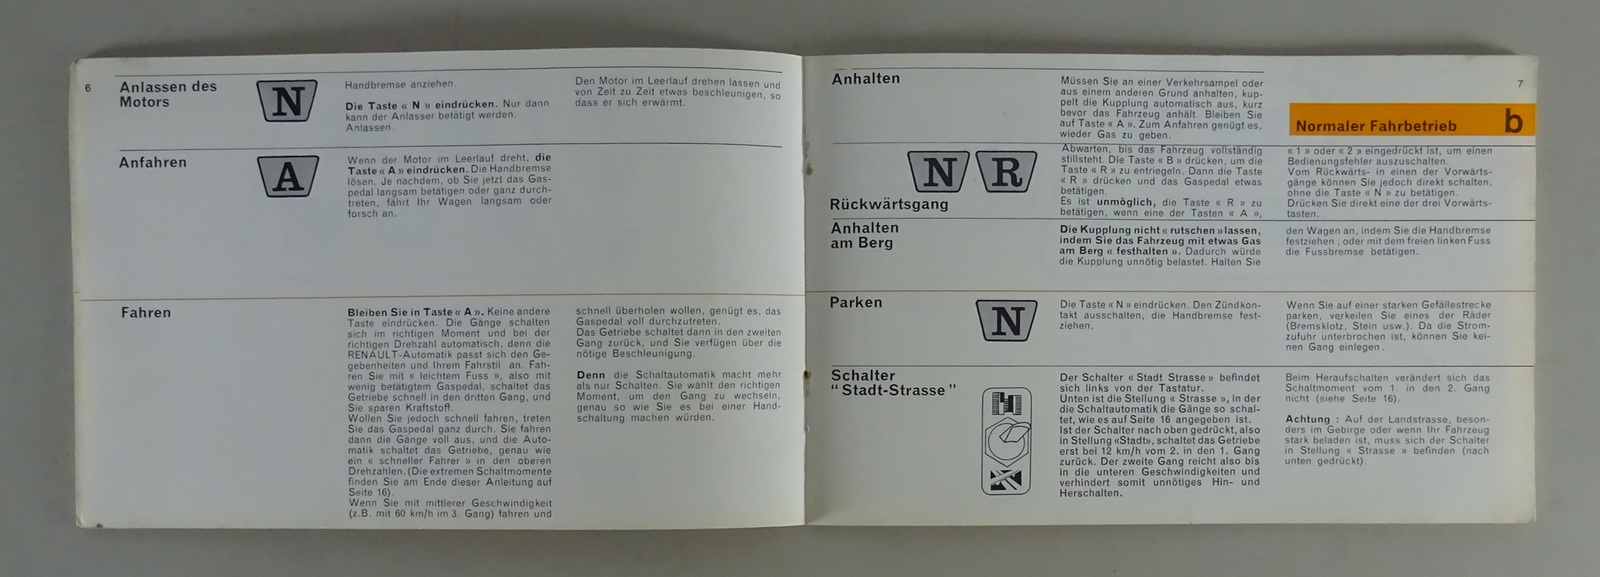 6
Anlassen des
Motors
N
Handbremse anziehen.
Die Taste « N » eindrücken. Nur dann
kann der Anlasser betätigt werden.
Anlassen.
Den Motor im Leerlauf drehen lassen und
von Zeit zu Zeit etwas beschleunigen, so
dass er sich erwärmt.
Anfahren
A
Wenn der Motor im Leerlauf dreht, die
Taste « A » eindrücken. Die Handbremse
lösen. Je nachdem, ob Sie jetzt das Gas-
pedal langsam betätigen oder ganz durch-
treten, fährt Ihr Wagen langsam oder
forsch an.
Fahren
Bleiben Sie in Taste « A ». Keine andere
Taste eindrücken. Die Gänge schalten
sich im richtigen Moment und bei der
richtigen Drehzahl automatisch, denn die
RENAULT-Automatik passt sich den Ge-
gebenheiten und Ihrem Fahrstil an. Fah-
ren Sie mit « leichtem Fuss », also mit
wenig betätigtem Gaspedal, schaltet das
Getriebe schnell in den dritten Gang, und
Sie sparen Kraftstoff.
Wollen Sie jedoch schnell fahren, treten
Sie das Gaspedal ganz durch. Sie fahren
dann die Gänge voll aus, und die Auto-
matik schaltet das Getriebe, genau wie
ein « schneller Fahrer » in den oberen
Drehzahlen. (Die extremen Schaltmomente
finden Sie am Ende dieser Anleitung auf
Seite 16).
Wenn Sie mit mittlerer Geschwindigkeit
(z.B. mit 60 km/h im 3. Gang) fahren und
schnell überholen wollen, genügt es, das
Gaspedal voll durchzutreten.
Das Getriebe schaltet dann in den zweiten
Gang zurück, und Sie verfügen über die
nötige Beschleunigung.
Denn die Schaltautomatik macht mehr
als nur Schalten. Sie wählt den richtigen
Moment, um den Gang zu wechseln,
genau so wie Sie es bei einer Hand-
schaltung machen würden.
7
Normaler Fahrbetrieb b
Anhalten
Müssen Sie an einer Verkehrsampel oder
aus einem anderen Grund anhalten, kup-
pelt die Kupplung automatisch aus, kurz
bevor das Fahrzeug anhält. Bleiben Sie
auf Taste « A ». Zum Anfahren genügt es,
wieder Gas zu geben.
N R
Rückwärtsgang
Abwarten, bis das Fahrzeug vollständig
stillsteht. Die Taste « B » drücken, um die
Taste « R » zu entriegeln. Dann die Taste
« R » drücken und das Gaspedal etwas
betätigen.
Es ist unmöglich, die Taste « R » zu
betätigen, wenn eine der Tasten « A »,
« 1 » oder « 2 » eingedrückt ist, um einen
Bedienungsfehler auszuschalten.
Vom Rückwärts- in einen der Vorwärts-
gänge können Sie jedoch direkt schalten,
ohne die Taste « N » zu betätigen.
Drücken Sie direkt eine der drei Vorwärts-
tasten.
Anhalten
am Berg
Die Kupplung nicht « rutschen » lassen,
indem Sie das Fahrzeug mit etwas Gas
am Berg « festhalten ». Dadurch würde
die Kupplung unnötig belastet. Halten Sie
den Wagen an, indem Sie die Handbremse
festziehen ; oder mit dem freien linken Fuss
die Fussbremse betätigen.
Parken
N
Die Taste « N » eindrücken. Den Zündkon-
takt ausschalten, die Handbremse fest-
ziehen.
Wenn Sie auf einer starken Gefällestrecke
parken, verkeilen Sie eines der Räder
(Bremsklotz, Stein usw.). Da die Strom-
zufuhr unterbrochen ist, können Sie kei-
nen Gang einlegen.
Schalter
"Stadt-Strasse"
Der Schalter « Stadt Strasse » befindet
sich links von der Tastatur.
Unten ist die Stellung « Strasse », in der
die Schaltautomatik die Gänge so schal-
tet, wie es auf Seite 16 angegeben ist.
Ist der Schalter nach oben gedrückt, also
in Stellung «Stadt», schaltet das Getriebe
erst bei 12 km/h vom 2. in den 1. Gang
zurück. Der zweite Gang reicht also bis
in die unteren Geschwindigkeiten und
verhindert somit unnötiges Hin- und
Herschalten.
Beim Heraufschalten verändert sich das
Schaltmoment vom 1. in den 2. Gang
nicht (siehe Seite 16).
Achtung : Auf der Landstrasse, beson-
ders im Gebirge oder wenn Ihr Fahrzeug
stark beladen ist, muss sich der Schalter
in Stellung « Strasse » befinden (nach
unten gedrückt).